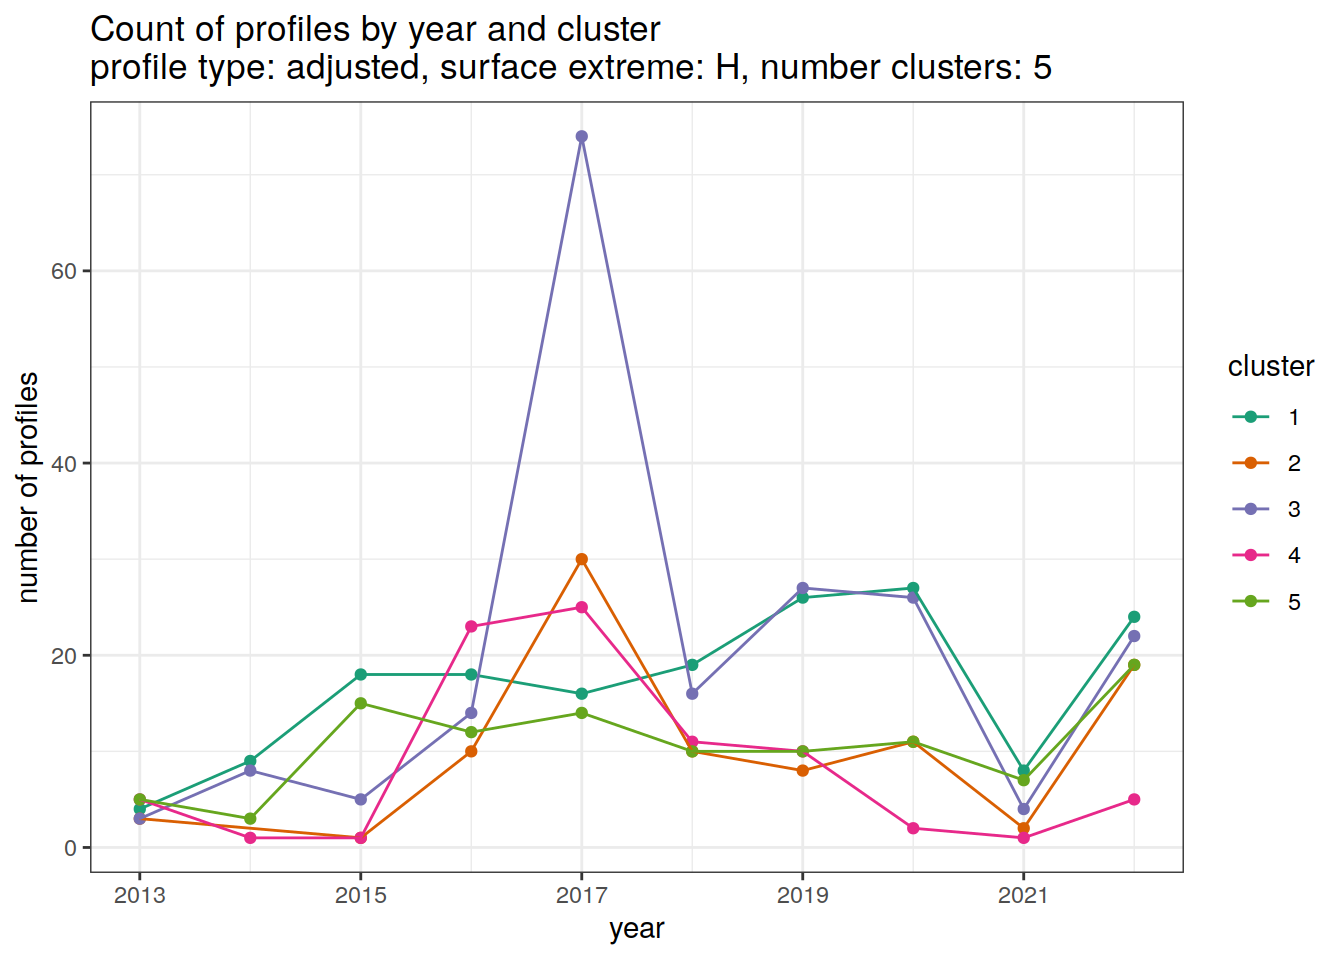 Count of profiles by year and cluster
profile type: adjusted, surface extreme: H, number clusters: 5
number of profiles
60
40
20
0
2013
2015
2017
2019
2021
year
cluster
1
2
3
4
5